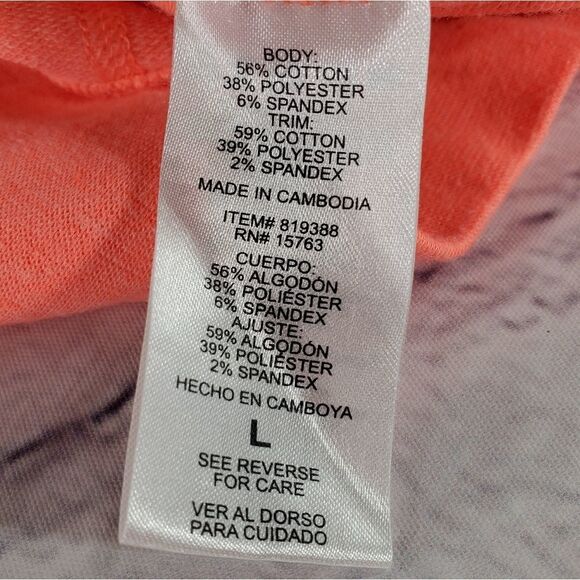 BODY:
56% COTTON
38% POLYESTER
6% SPANDEX
TRIM:
59% COTTON
39% POLYESTER
2% SPANDEX
MADE IN CAMBODIA
ITEM# 819388
RN# 15763
CUERPO:
56% ALGODÓN
38% POLIÉSTER
6% SPANDEX
AJUSTE:
59% ALGODÓN
39% POLIÉSTER
2% SPANDEX
HECHO EN CAMBOYA
L
SEE REVERSE
FOR CARE
VER AL DORSO
PARA CUIDADO